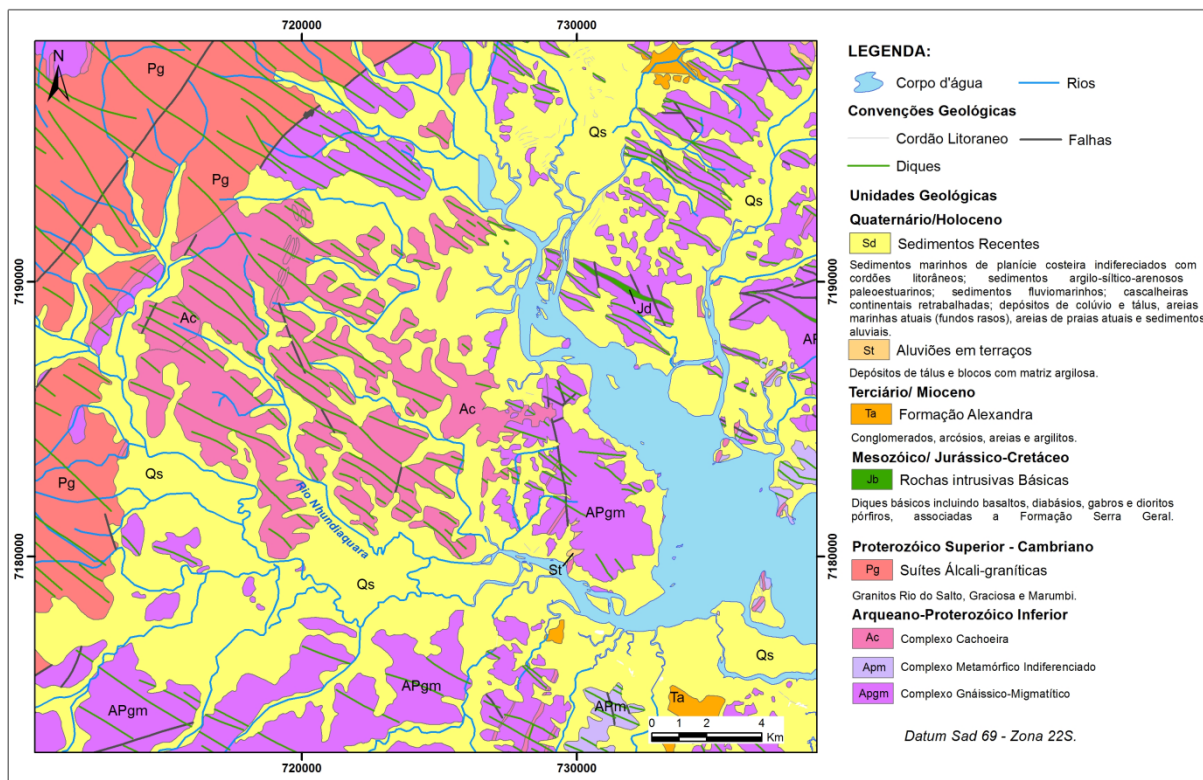 720000
730000
N
Pg
Qs
Pg
Qs
7190000
7190000
Jd
Ac
AP
Ac
Qs
Pg
Rio Nhundiaquara
APgm
7180000
7180000
St
Qs
Qs
APgm
Ta
APgm
APm
0 1 2 4
Km
720000
730000
LEGENDA:
Corpo d'água
Rios
Convenções Geológicas
Cordão Litoraneo
Falhas
Diques
Unidades Geológicas
Quaternário/Holoceno
Sd Sedimentos Recentes
Sedimentos marinhos de planície costeira indifereciados com
cordões litorâneos; sedimentos argilo-síltico-arenosos
paleoestuarinos; sedimentos fluviomarinhos; cascalheiras
continentais retrabalhadas; depósitos de colúvio e tálus, areias
marinhas atuais (fundos rasos), areias de praias atuais e sedimentos
aluviais.
St Aluviões em terraços
Depósitos de tálus e blocos com matriz argilosa.
Terciário/ Mioceno
Ta Formação Alexandra
Conglomerados, arcósios, areias e argilitos.
Mesozóico/ Jurássico-Cretáceo
Jb Rochas intrusivas Básicas
Diques básicos incluindo basaltos, diabásios, gabros e dioritos
pórfiros, associadas a Formação Serra Geral.
Proterozóico Superior - Cambriano
Pg Suítes Álcali-graníticas
Granitos Rio do Salto, Graciosa e Marumbi.
Arqueano-Proterozóico Inferior
Ac Complexo Cachoeira
Apm Complexo Metamórfico Indiferenciado
Apgm Complexo Gnáissico-Migmatítico
Datum Sad 69 - Zona 22S.